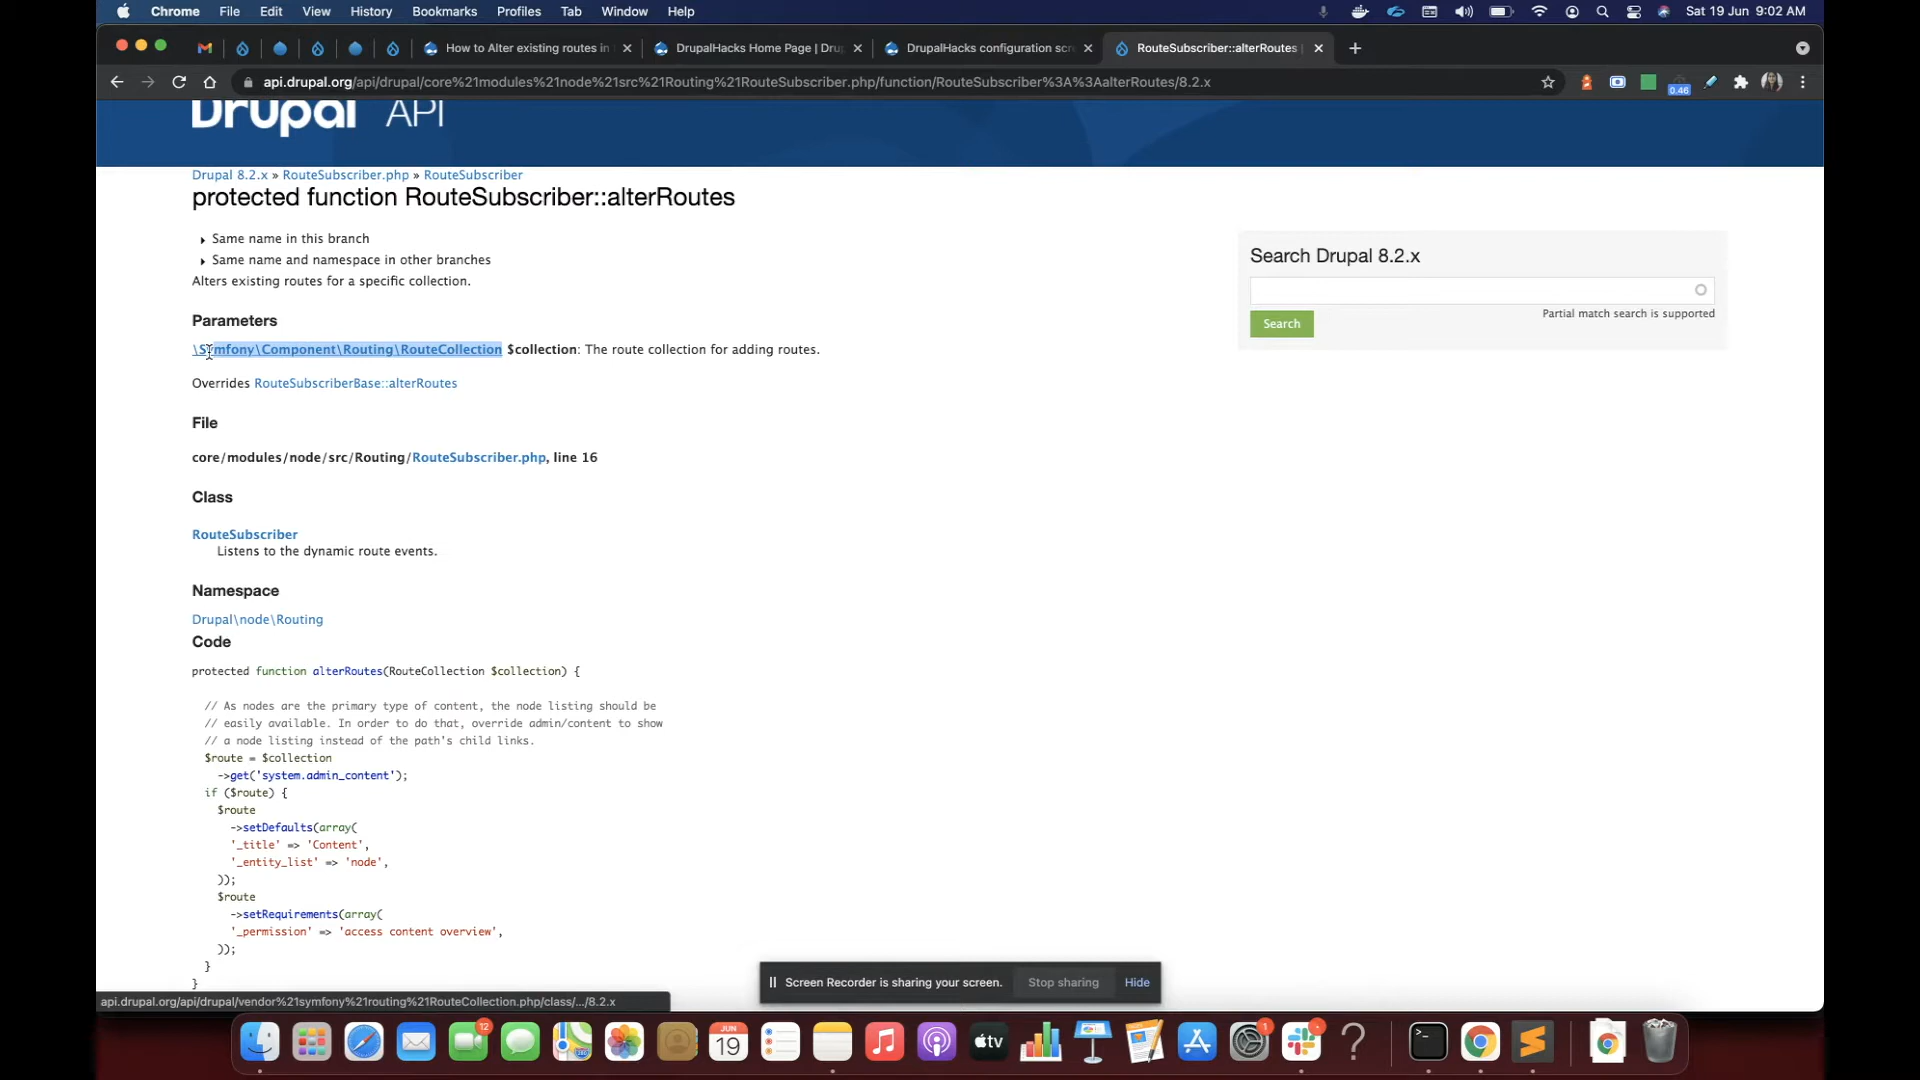 Chrome File Edit View History Bookmarks Profiles Tab Window Help Sat 19 Jun 9:02 AM
How to Alter existing routes in
DrupalHacks Home Page | Dru
DrupalHacks configuration scr
RouteSubscriber::alterRoutes |
api.drupal.org/api/drupal/core%21modules%21node%21src%21Routing%21RouteSubscriber.php/function/RouteSubscriber%3A%3AalterRoutes/8.2.x
0.46
Drupal API
Drupal 8.2.x » RouteSubscriber.php » RouteSubscriber
protected function RouteSubscriber::alterRoutes
Same name in this branch
Same name and namespace in other branches
Alters existing routes for a specific collection.
Search Drupal 8.2.x
Partial match search is supported
Search
Parameters
\Symfony\Component\Routing\RouteCollection $collection: The route collection for adding routes.
Overrides RouteSubscriberBase::alterRoutes
File
core/modules/node/src/Routing/RouteSubscriber.php, line 16
Class
RouteSubscriber
Listens to the dynamic route events.
Namespace
Drupal\node\Routing
Code
protected function alterRoutes(RouteCollection $collection) {
// As nodes are the primary type of content, the node listing should be
// easily available. In order to do that, override admin/content to show
// a node listing instead of the path's child links.
$route = $collection
->get('system.admin_content');
if ($route) {
$route
->setDefaults(array(
'_title' => 'Content',
'_entity_list' => 'node',
));
$route
->setRequirements(array(
'_permission' => 'access content overview',
));
}
}
Screen Recorder is sharing your screen. Stop sharing Hide
api.drupal.org/api/drupal/vendor%21symfony%21routing%21RouteCollection.php/class/.../8.2.x
12
JUN
19
tv
1